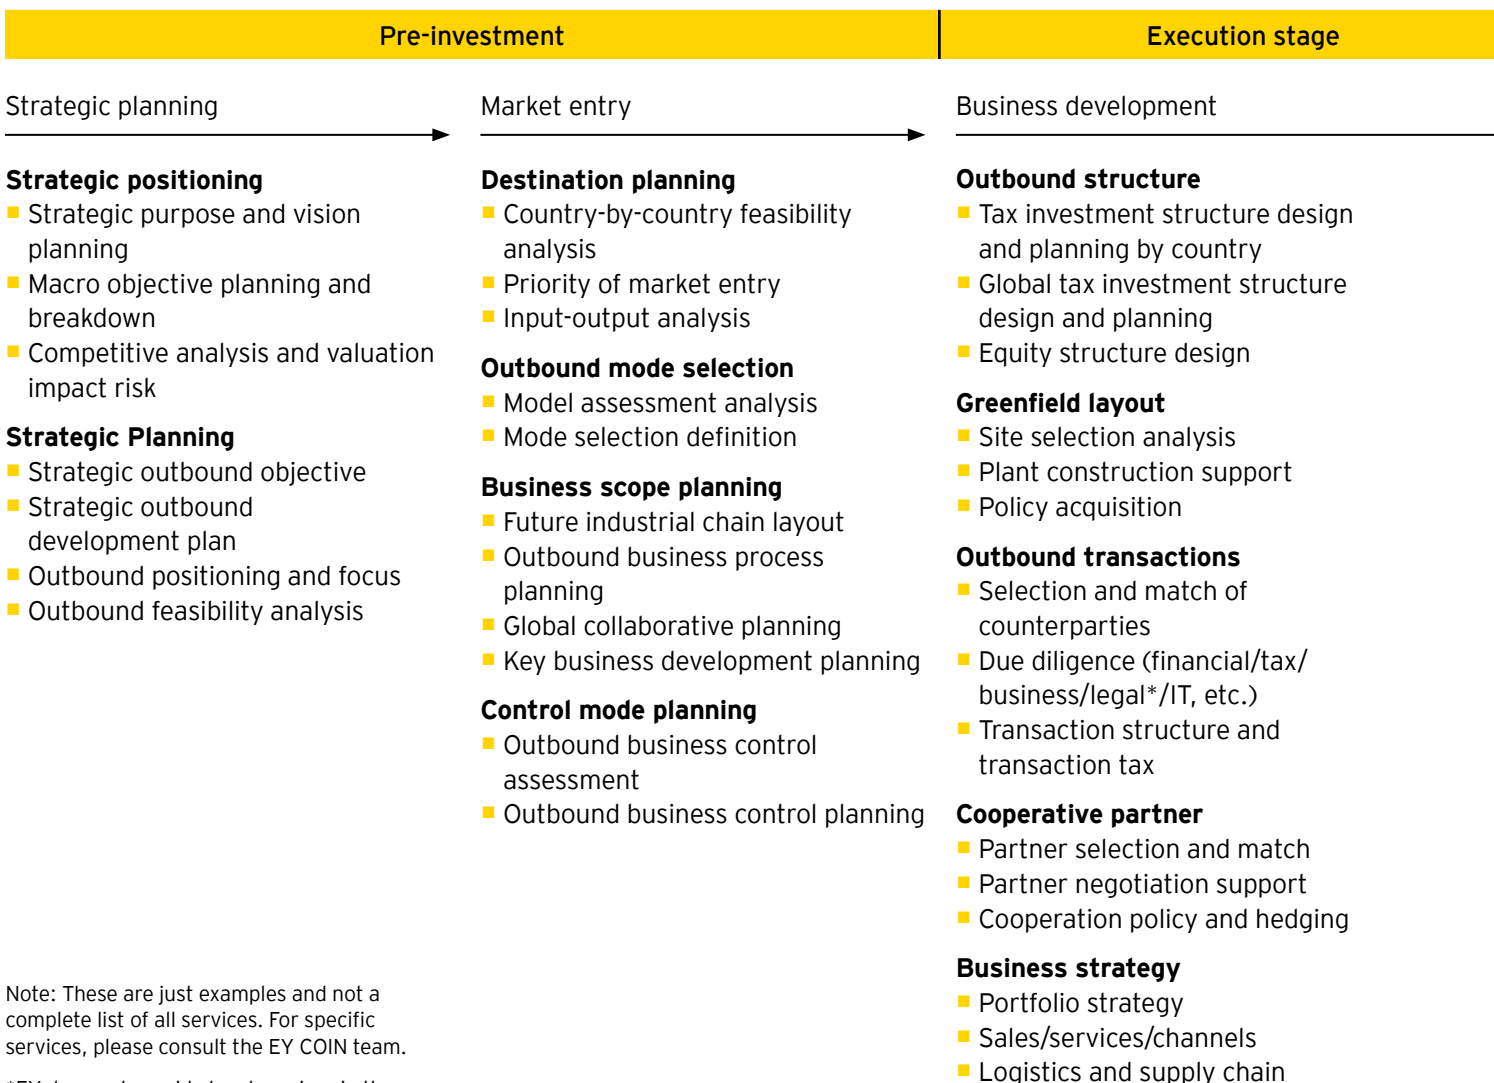 Pre-investment
Execution stage
Strategic planning
Strategic positioning
Strategic purpose and vision
planning
Macro objective planning and
breakdown
Competitive analysis and valuation
impact risk
Strategic Planning
Strategic outbound objective
Strategic outbound
development plan
Outbound positioning and focus
Outbound feasibility analysis
Note: These are just examples and not a
complete list of all services. For specific
services, please consult the EY COIN team.
Market entry
Destination planning
Country-by-country feasibility
analysis
Priority of market entry
Input-output analysis
Outbound mode selection
Model assessment analysis
Mode selection definition
Business scope planning
Future industrial chain layout
Outbound business process
planning
Global collaborative planning
Key business development planning
Control mode planning
Outbound business control
assessment
Outbound business control planning
Business development
Outbound structure
Tax investment structure design
and planning by country
Global tax investment structure
design and planning
Equity structure design
Greenfield layout
Site selection analysis
Plant construction support
Policy acquisition
Outbound transactions
Selection and match of
counterparties
Due diligence (financial/tax/
business/legal*/IT, etc.)
Transaction structure and
transaction tax
Cooperative partner
Partner selection and match
Partner negotiation support
Cooperation policy and hedging
Business strategy
Portfolio strategy
Sales/services/channels
Logistics and supply chain